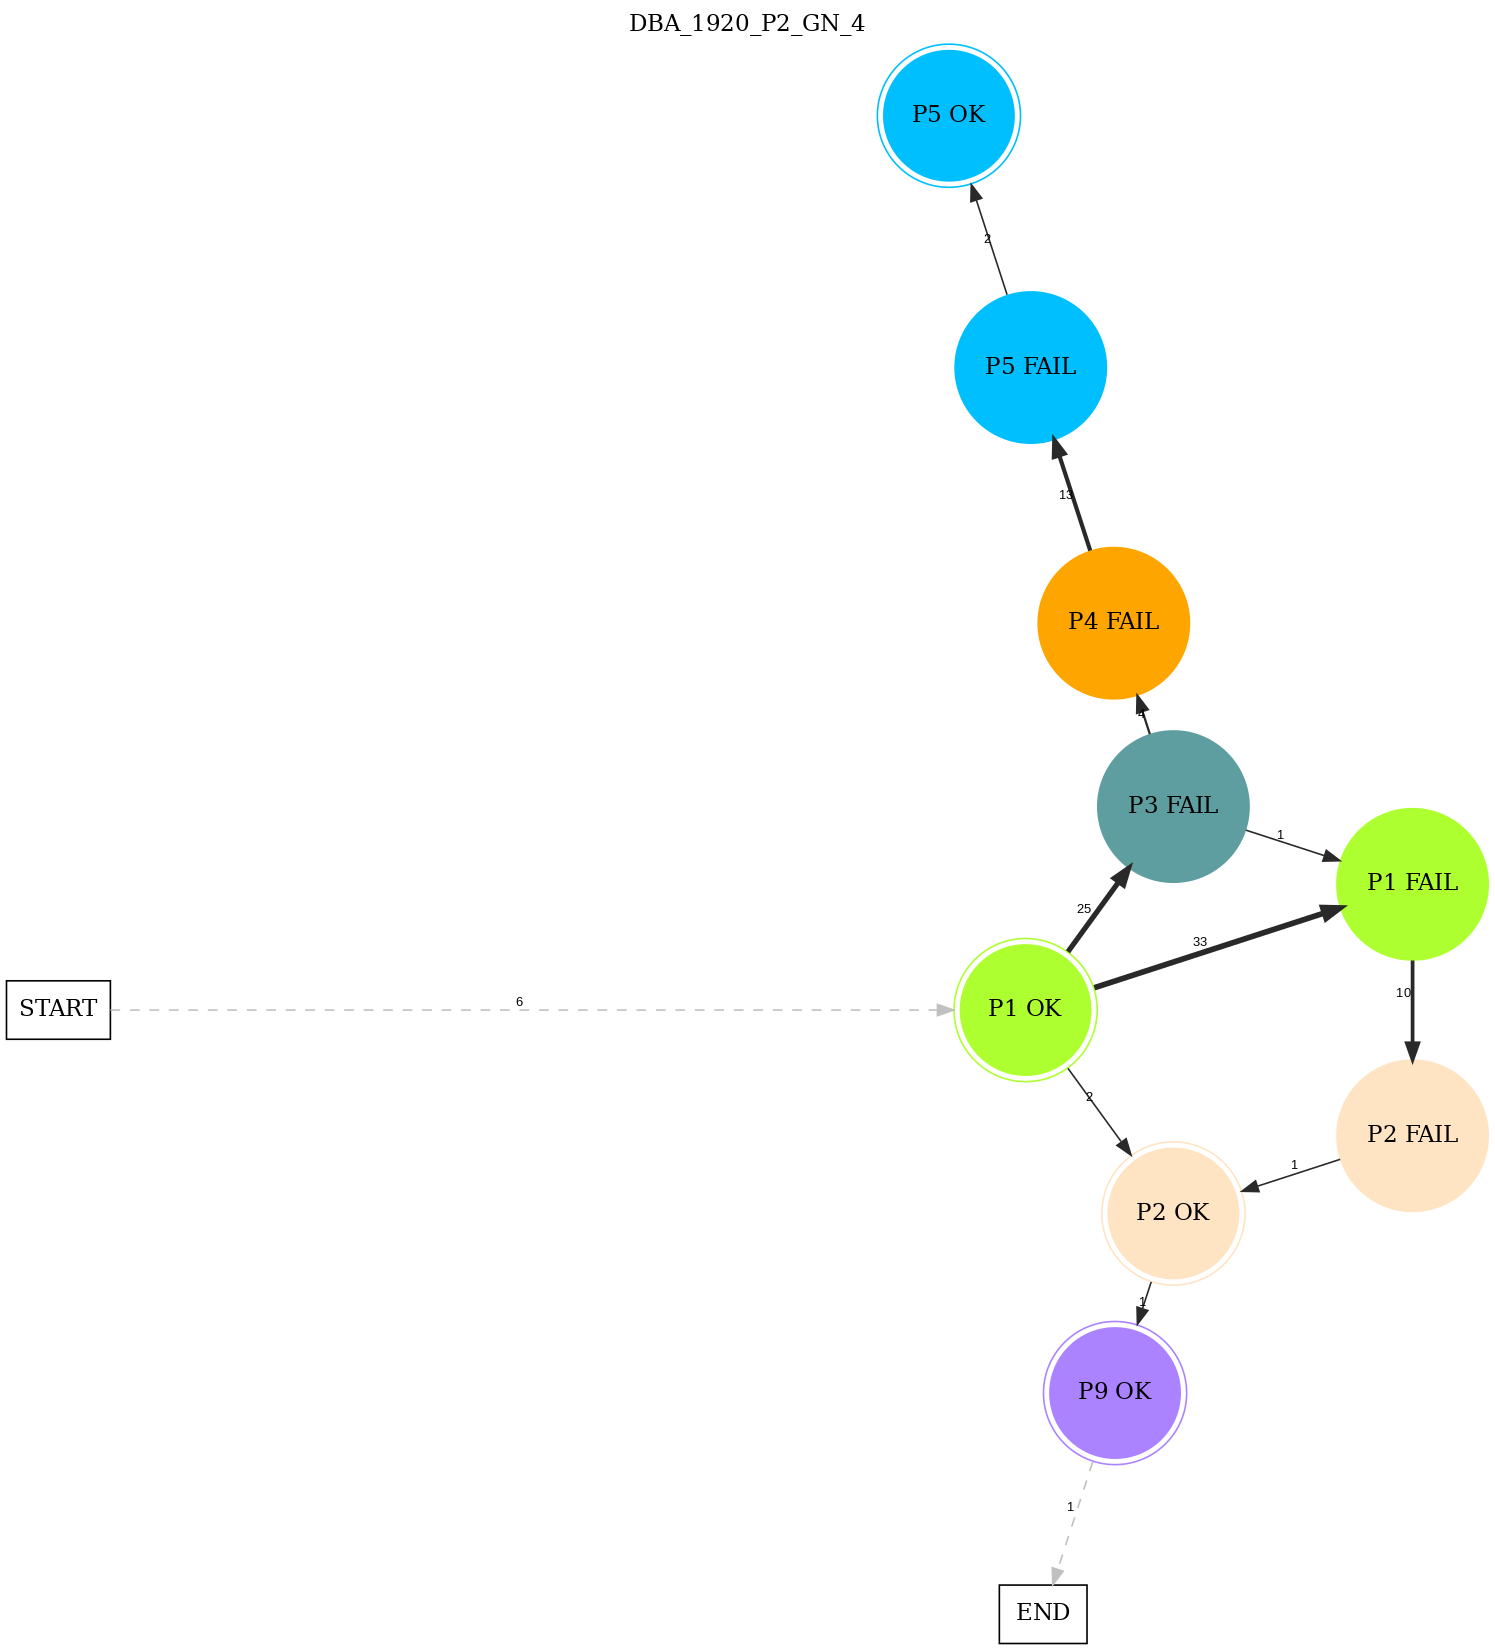 DBA_1920_P2_GN_4
P5 OK
2
P5 FAIL
13
P4 FAIL
4
P3 FAIL
1
P1 FAIL
25
33
START
6
P1 OK
10
2
P2 FAIL
1
P2 OK
1
P9 OK
1
END